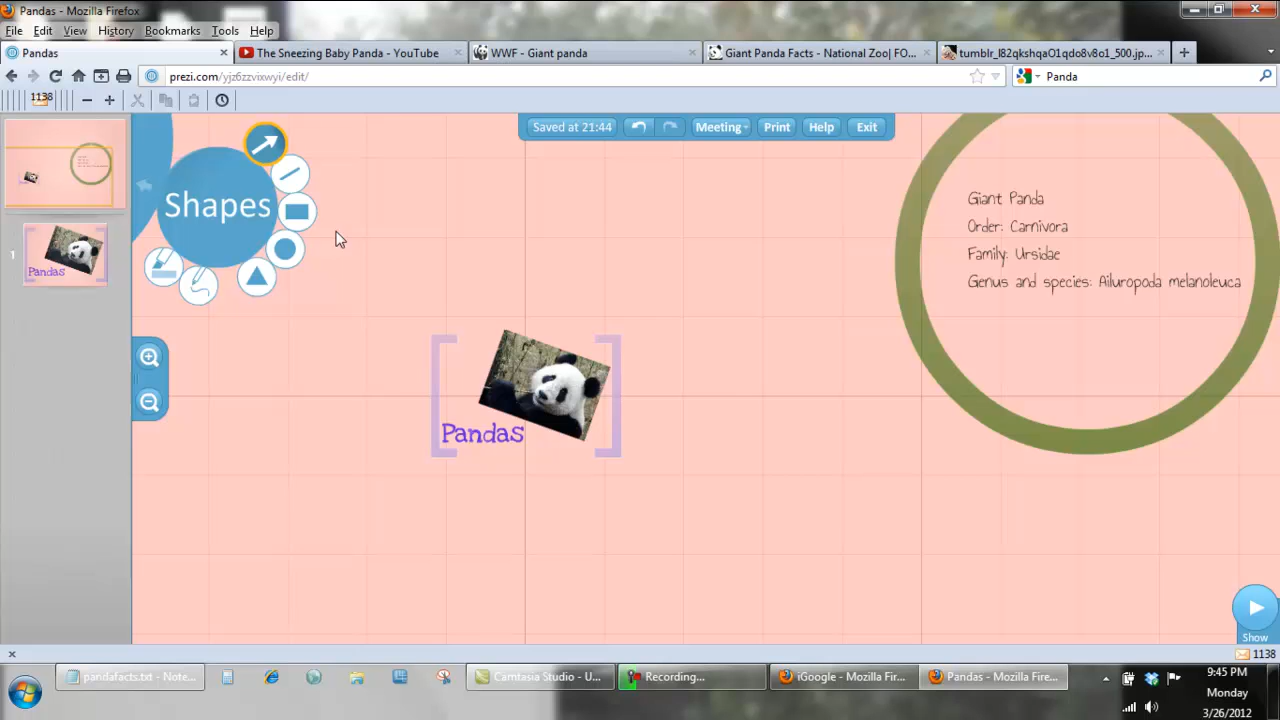 Pandas - Mozilla Firefox
File Edit View History Bookmarks Tools Help
Pandas
The Sneezing Baby Panda - YouTube
WWF - Giant panda
Giant Panda Facts - National Zoo| FO...
tumblr_l82qkshqaO1qdo8v8o1_500.jp...
prezi.com/yjz6zzvixwyi/edit/
Panda
1138
Saved at 21:44
Meeting
Print
Help
Exit
Shapes
Giant Panda
Order: Carnivora
Family: Ursidae
Genus and species: Ailuropoda melanoleuca
1
Pandas
Pandas
Show
1138
pandafacts.txt - Note...
Camtasia Studio - U...
Recording...
iGoogle - Mozilla Fir...
Pandas - Mozilla Fire...
9:45 PM
Monday
3/26/2012